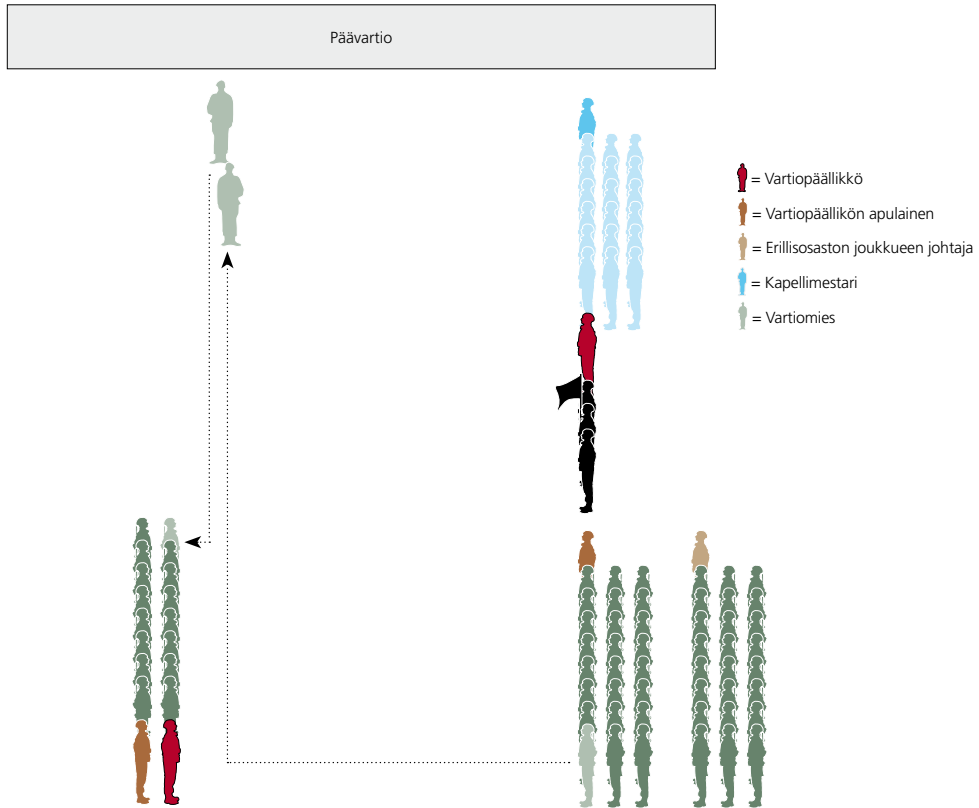 Päävartio
= Vartiopäällikkö
= Vartiopäällikön apulainen
= Erillisosaston joukkueen johtaja
= Kapellimestari
= Vartiomies